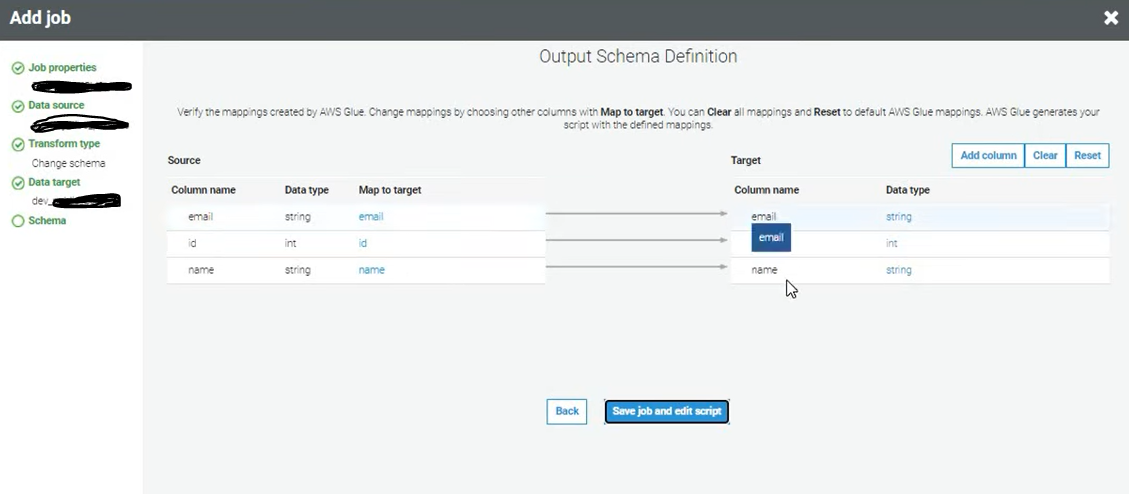 Add job
Job properties
Data source
Transform type
Change schema
Data target
dev_
Schema
Output Schema Definition
Verify the mappings created by AWS Glue. Change mappings by choosing other columns with Map to target. You can Clear all mappings and Reset to default AWS Glue mappings. AWS Glue generates your
script with the defined mappings.
Add column Clear Reset
Source Target
Column name Data type Map to target Column name Data type
email string email email string
id int id email int
name string name name string
Back Save job and edit script